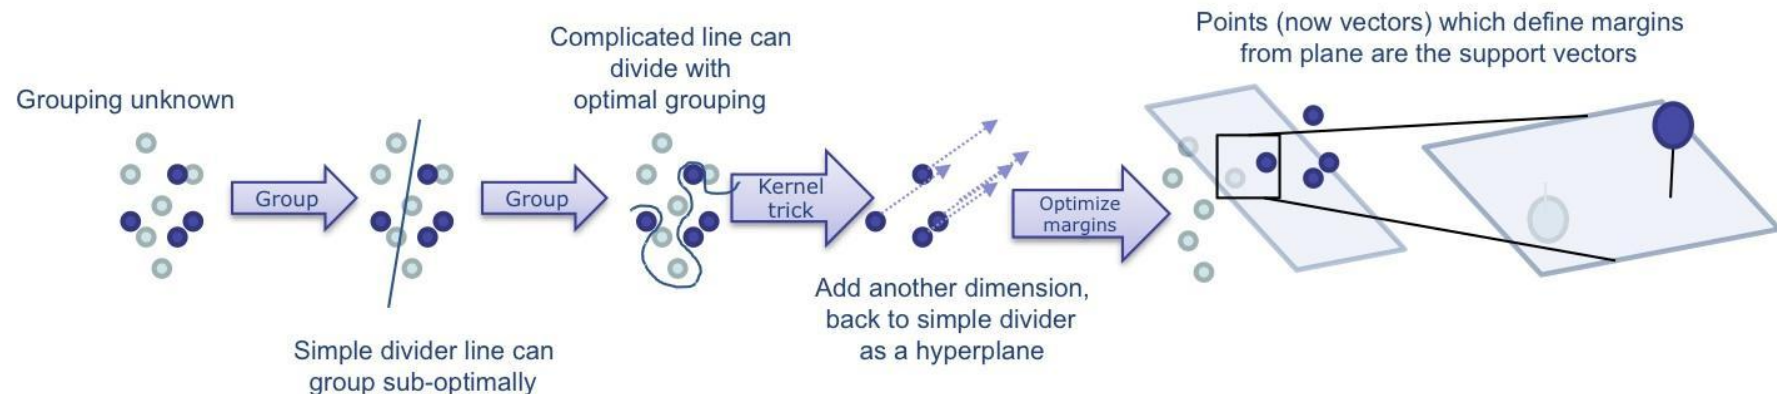 Grouping unknown
Group
Simple divider line can
group sub-optimally
Group
Complicated line can
divide with
optimal grouping
Kernel
trick
Add another dimension,
back to simple divider
as a hyperplane
Optimize
margins
Points (now vectors) which define margins
from plane are the support vectors